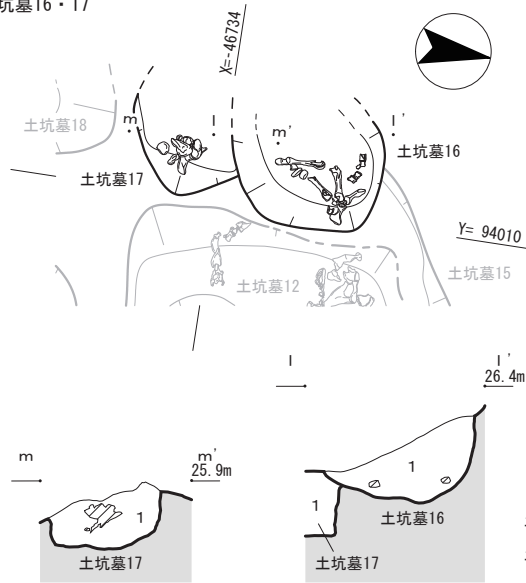 坑墓16・17
X=-46734
土坑墓18
m
l
m'
l'
土坑墓16
土坑墓17
Y= 94010
土坑墓12
土坑墓15
l
l'
26.4m
m
m'
25.9m
1
1
1
土坑墓16
土坑墓17
土坑墓17